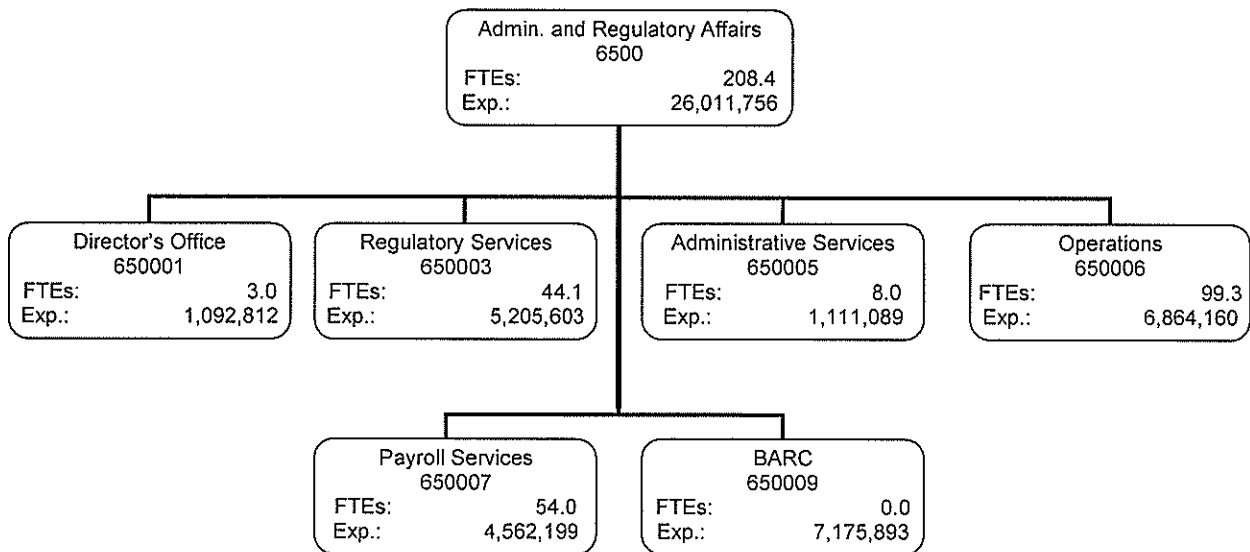 Admin. and Regulatory Affairs
6500
FTEs: 208.4
Exp.: 26,011,756
Director's Office
650001
FTEs: 3.0
Exp.: 1,092,812
Regulatory Services
650003
FTEs: 44.1
Exp.: 5,205,603
Administrative Services
650005
FTEs: 8.0
Exp.: 1,111,089
Operations
650006
FTEs: 99.3
Exp.: 6,864,160
Payroll Services
650007
FTEs: 54.0
Exp.: 4,562,199
BARC
650009
FTEs: 0.0
Exp.: 7,175,893